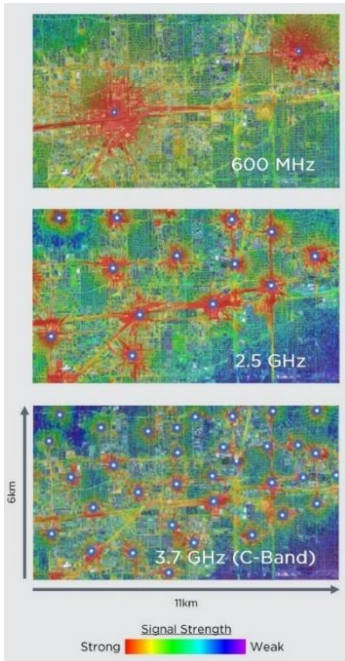 600 MHz
2.5 GHz
3.7 GHz (C-Band)
6km
11km
Signal Strength
Strong Weak